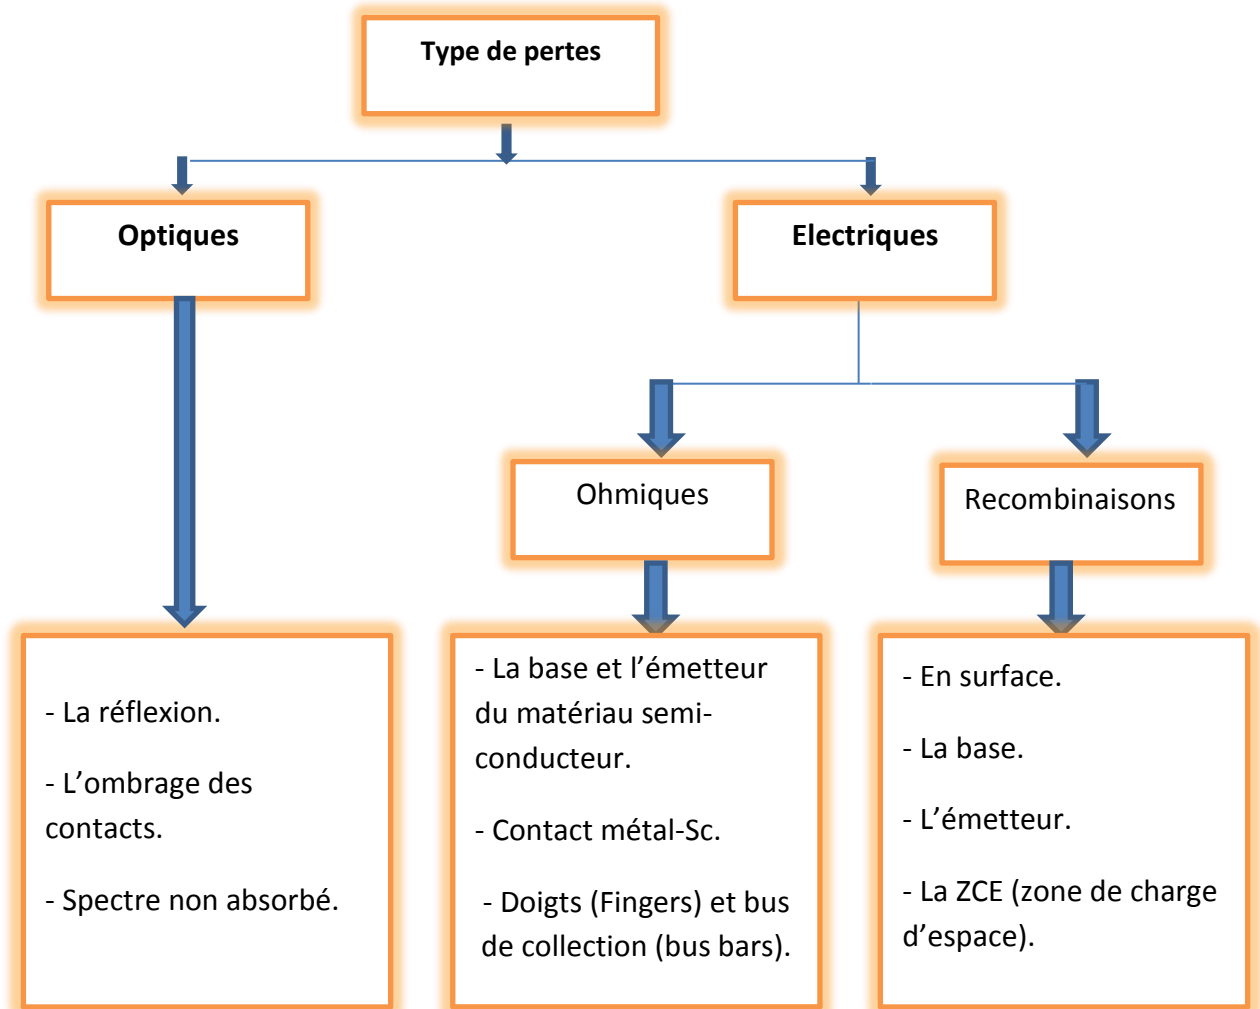 Type de pertes
Optiques
Electriques
Ohmiques
Recombinaisons
- La réflexion.
- L’ombrage des
contacts.
- Spectre non absorbé.
- La base et l’émetteur
du matériau semi-
conducteur.
- Contact métal-Sc.
- Doigts (Fingers) et bus
de collection (bus bars).
- En surface.
- La base.
- L’émetteur.
- La ZCE (zone de charge
d’espace).